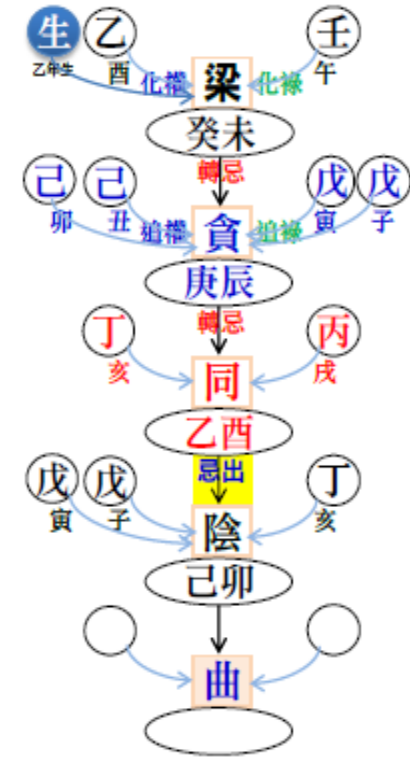 生 乙 壬
乙年生 酉 化權 梁 化祿 午
癸未
轉忌
己 己 戊 戊
卯 丑 追權 貪 追祿 寅 子
庚辰
轉忌
丁 丙
亥 同 戌
乙酉
忌出
戊 戊 丁
寅 子 陰 亥
己卯
曲